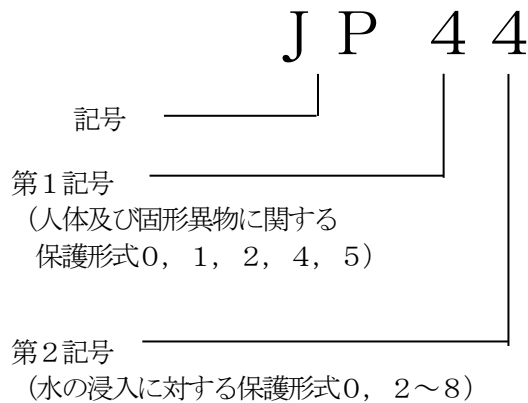 ＪＰ ４４
記号
第１記号
（人体及び固形異物に関する
保護形式０，１，２，４，５）
第２記号
（水の浸入に対する保護形式０，２～８）